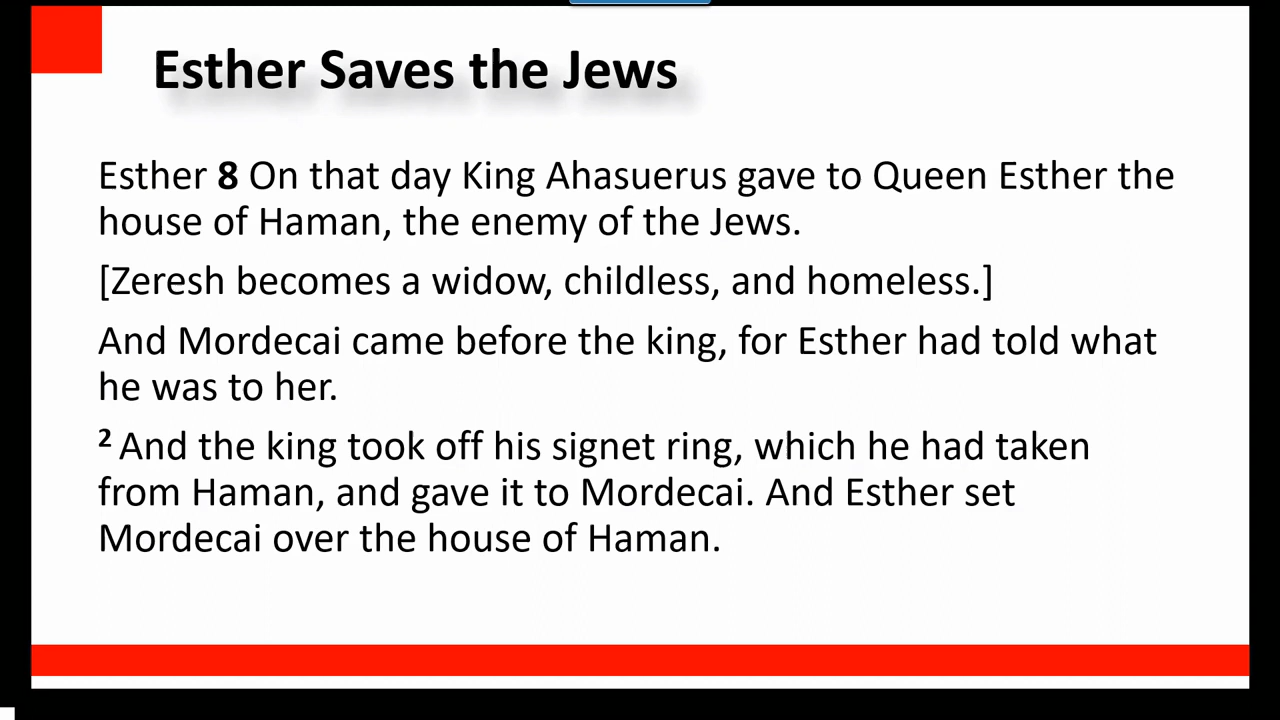 Esther Saves the Jews
Esther 8 On that day King Ahasuerus gave to Queen Esther the
house of Haman, the enemy of the Jews.
[Zeresh becomes a widow, childless, and homeless.]
And Mordecai came before the king, for Esther had told what
he was to her.
2 And the king took off his signet ring, which he had taken
from Haman, and gave it to Mordecai. And Esther set
Mordecai over the house of Haman.